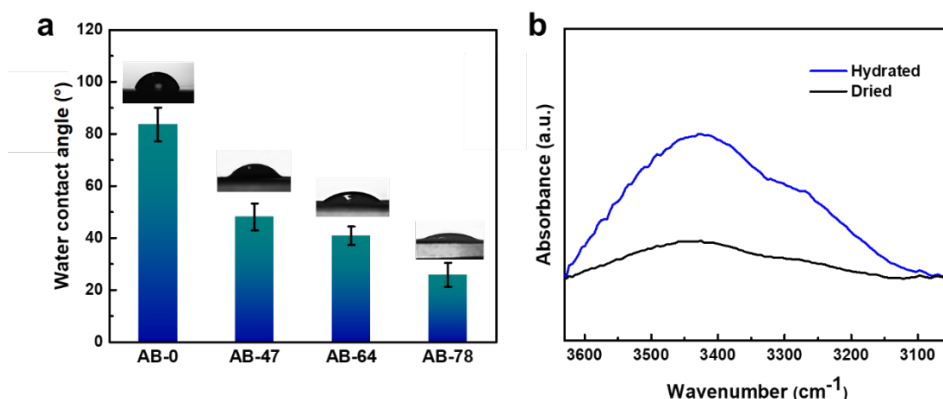 a
Water contact angle (°)
120
100
80
60
40
20
0
AB-0 AB-47 AB-64 AB-78
b
Absorbance (a.u.)
Hydrated
Dried
3600 3500 3400 3300 3200 3100
Wavenumber (cm⁻¹)